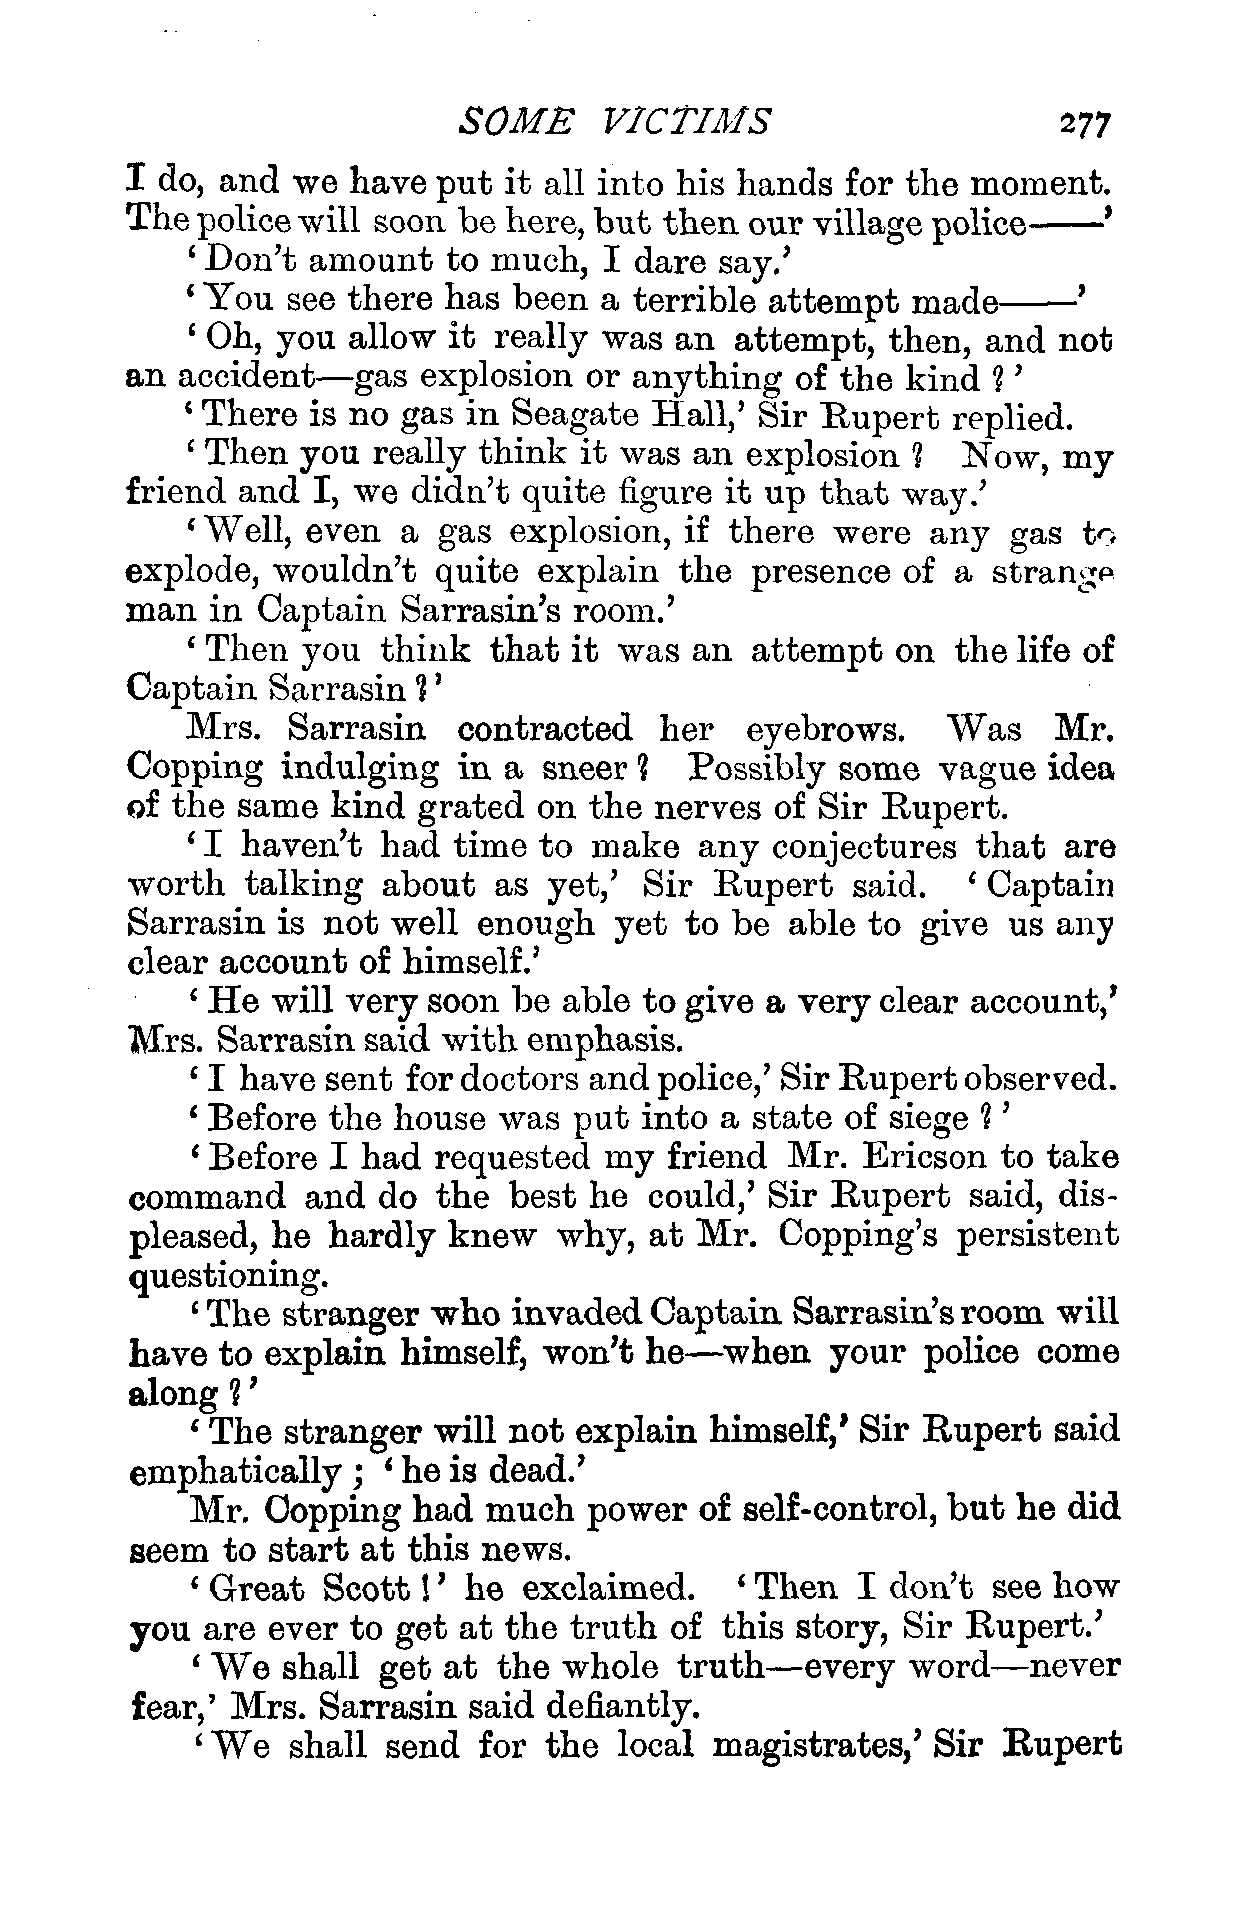 SOME VICTIMS 277
I do, and we have put it all into his hands for the moment.
The police will soon be here, but then our village police——’
‘Don’t amount to much, I dare say.’
‘You see there has been a terrible attempt made——’
‘Oh, you allow it really was an attempt, then, and not
an accident—gas explosion or anything of the kind?’
‘There is no gas in Seagate Hall,’ Sir Rupert replied.
‘Then you really think it was an explosion? Now, my
friend and I, we didn’t quite figure it up that way.’
‘Well, even a gas explosion, if there were any gas to
explode, wouldn’t quite explain the presence of a strange
man in Captain Sarrasin’s room.’
‘Then you think that it was an attempt on the life of
Captain Sarrasin?’
Mrs. Sarrasin contracted her eyebrows. Was Mr.
Copping indulging in a sneer? Possibly some vague idea
of the same kind grated on the nerves of Sir Rupert.
‘I haven’t had time to make any conjectures that are
worth talking about as yet,’ Sir Rupert said. ‘Captain
Sarrasin is not well enough yet to be able to give us any
clear account of himself.’
‘He will very soon be able to give a very clear account,’
Mrs. Sarrasin said with emphasis.
‘I have sent for doctors and police,’ Sir Rupert observed.
‘Before the house was put into a state of siege?’
‘Before I had requested my friend Mr. Ericson to take
command and do the best he could,’ Sir Rupert said, dis-
pleased, he hardly knew why, at Mr. Copping’s persistent
questioning.
‘The stranger who invaded Captain Sarrasin’s room will
have to explain himself, won’t he—when your police come
along?’
‘The stranger will not explain himself,’ Sir Rupert said
emphatically; ‘he is dead.’
Mr. Copping had much power of self-control, but he did
seem to start at this news.
‘Great Scott!’ he exclaimed. ‘Then I don’t see how
you are ever to get at the truth of this story, Sir Rupert.’
‘We shall get at the whole truth—every word—never
fear,’ Mrs. Sarrasin said defiantly.
‘We shall send for the local magistrates,’ Sir Rupert